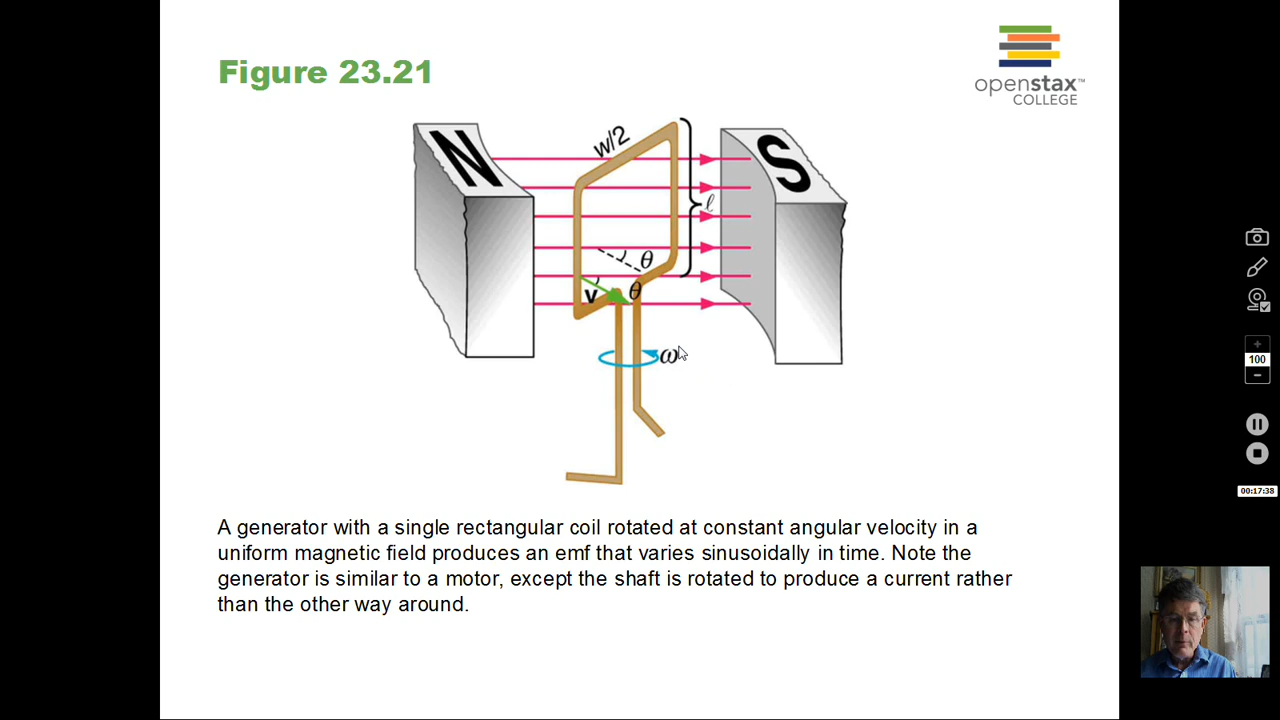 Figure 23.21
openstax™
COLLEGE
N
w/2
S
ℓ
θ
v
θ
ω
A generator with a single rectangular coil rotated at constant angular velocity in a
uniform magnetic field produces an emf that varies sinusoidally in time. Note the
generator is similar to a motor, except the shaft is rotated to produce a current rather
than the other way around.
+
100
−
00:17:38